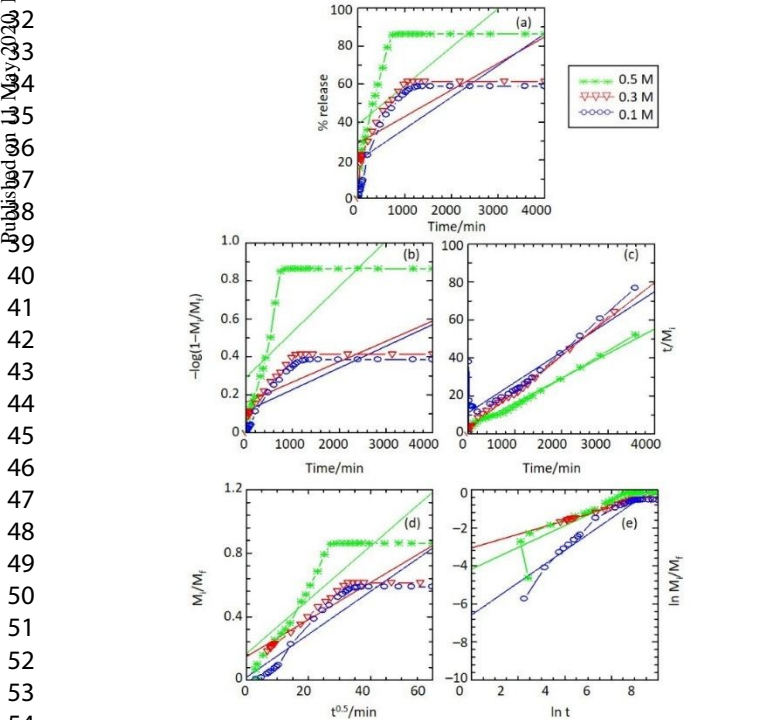 Published on 11 May 2020.
32
33
34
35
36
37
38
39
40
41
42
43
44
45
46
47
48
49
50
51
52
53
54
(a)
100
80
60
40
20
0
% release
0 1000 2000 3000 4000
Time/min
0.5 M
0.3 M
0.1 M
(b)
1.0
0.8
0.6
0.4
0.2
0
−log(1−Mt/Mf)
0 1000 2000 3000 4000
Time/min
(c)
100
80
60
40
20
0
t/Mi
0 1000 2000 3000 4000
Time/min
(d)
1.2
0.8
0.4
0
Mt/Mf
0 20 40 60
t0.5/min
(e)
0
−2
−4
−6
−8
−10
ln Mt/Mf
0 2 4 6 8
ln t